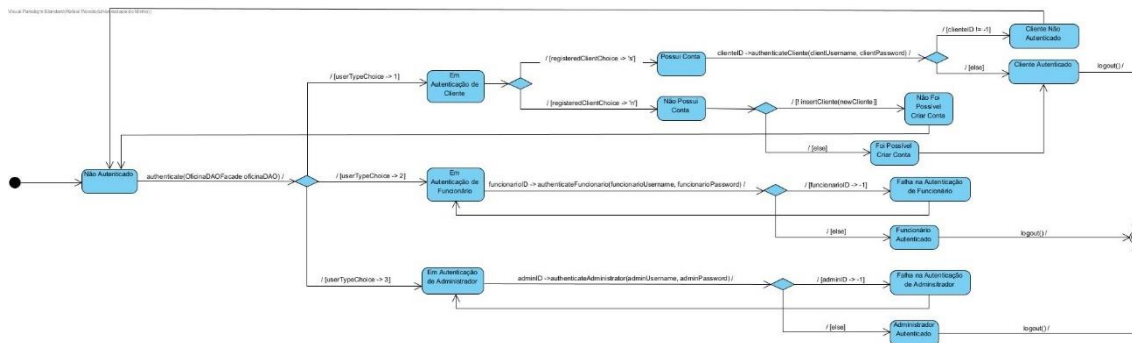 Cliente Não
Autenticado
/ [clienteID != -1]
clienteID ->authenticateCliente(clientUsername, clientPassword) /
/ [registeredClientChoice -> 's']
Possui Conta
/ [else]
Cliente Autenticado
logout() /
/ [userTypeChoice -> 1]
Em
Autenticação de
Cliente
/ [registeredClientChoice -> 'n']
Não Possui
Conta
/ [! insertCliente(newCliente)]
Não Foi
Possível
Criar Conta
/ [else]
Foi Possível
Criar Conta
Não Autenticado
authenticate(OficinaDAOFacade oficinaDAO) /
/ [userTypeChoice -> 2]
Em
Autenticação de
Funcionário
funcionarioID -> authenticateFuncionario(funcionarioUsername, funcionarioPassword) /
/ [funcionarioID -> -1]
Falha na Autenticação
de Funcionério
/ [else]
Funcionário
Autenticado
logout() /
/ [userTypeChoice -> 3]
Em Autenticação
de Administrador
adminID ->authenticateAdministrator(adminUsername, adminPassword) /
/ [adminID -> -1]
Falha na Autenticação
de Adminsitrador
/ [else]
Administrador
Autenticado
logout() /